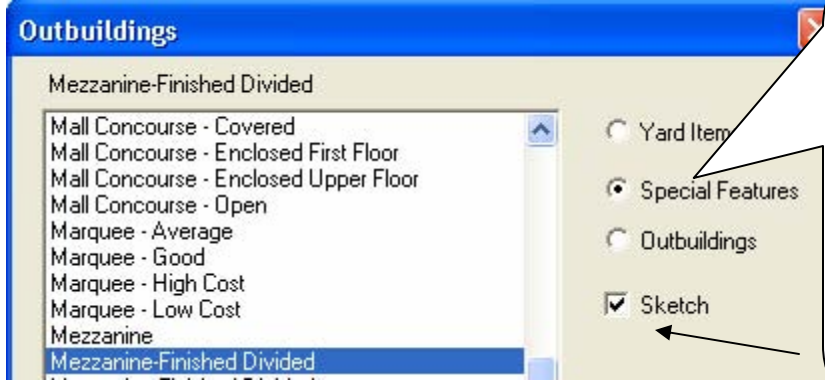 Outbuildings
Mezzanine-Finished Divided
Mall Concourse - Covered
Mall Concourse - Enclosed First Floor
Mall Concourse - Enclosed Upper Floor
Mall Concourse - Open
Marquee - Average
Marquee - Good
Marquee - High Cost
Marquee - Low Cost
Mezzanine
Mezzanine-Finished Divided
Yard Item
Special Features
Outbuildings
Sketch